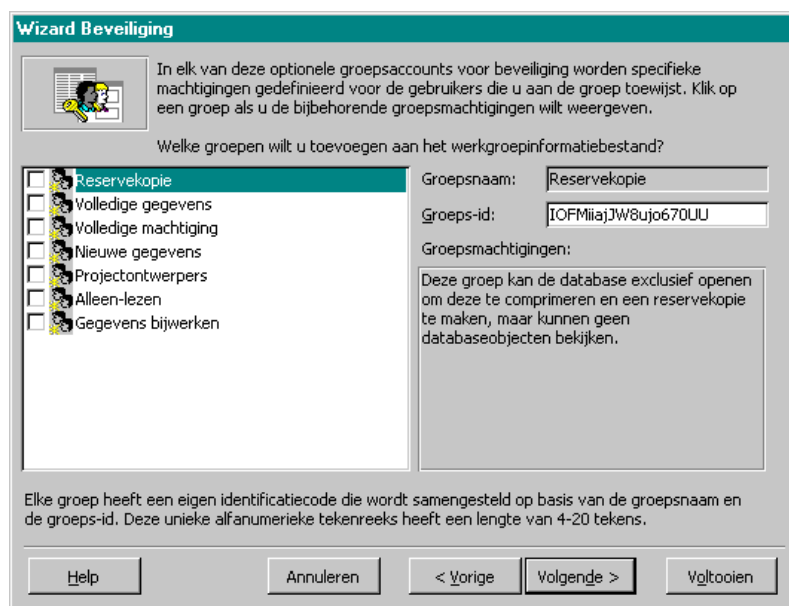 Wizard Beveiliging
In elk van deze optionele groepsaccounts voor beveiliging worden specifieke
machtigingen gedefinieerd voor de gebruikers die u aan de groep toewijst. Klik op
een groep als u de bijbehorende groepsmachtigingen wilt weergeven.
Welke groepen wilt u toevoegen aan het werkgroepinformatiebestand?
Reservekopie
Volledige gegevens
Volledige machtiging
Nieuwe gegevens
Projectontwerpers
Alleen-lezen
Gegevens bijwerken
Groepsnaam: Reservekopie
Groeps-id: IOFMiiajJW8ujo670UU
Groepsmachtigingen:
Deze groep kan de database exclusief openen
om deze te comprimeren en een reservekopie
te maken, maar kunnen geen
databaseobjecten bekijken.
Elke groep heeft een eigen identificatiecode die wordt samengesteld op basis van de groepsnaam en
de groeps-id. Deze unieke alfanumerieke tekenreeks heeft een lengte van 4-20 tekens.
Help Annuleren < Vorige Volgende > Voltooien